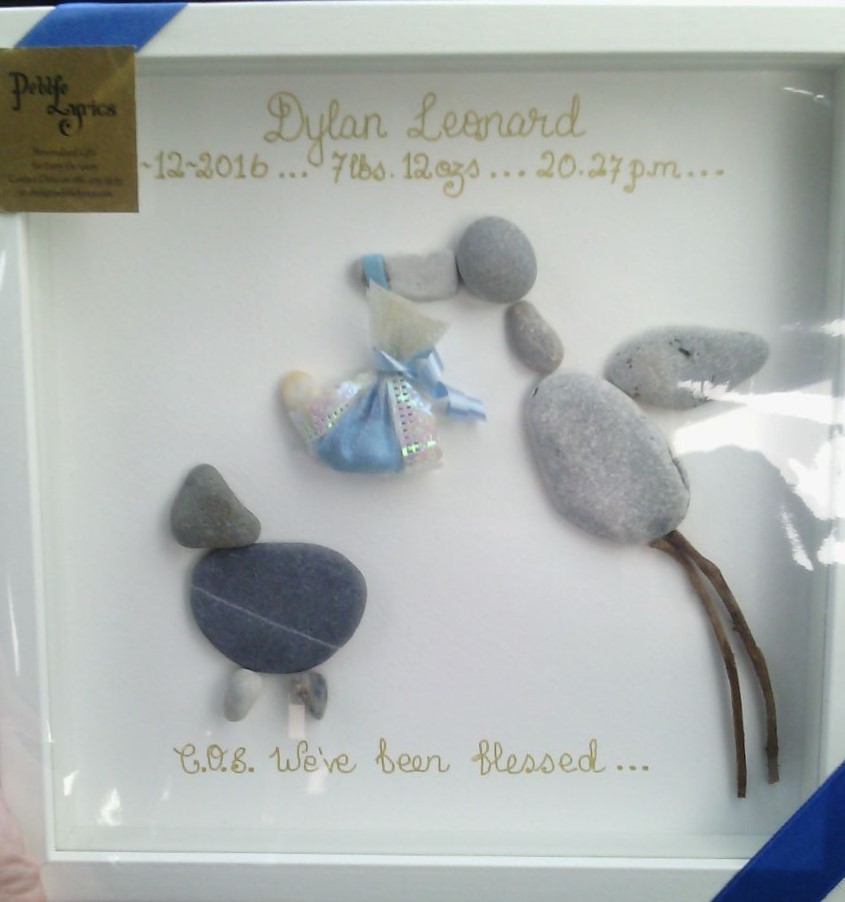 Pebble
Lyrics
Dylan Leonard
~12~2016... 7lbs. 12ozs... 20.27p.m...
C.O.S. We've been blessed...